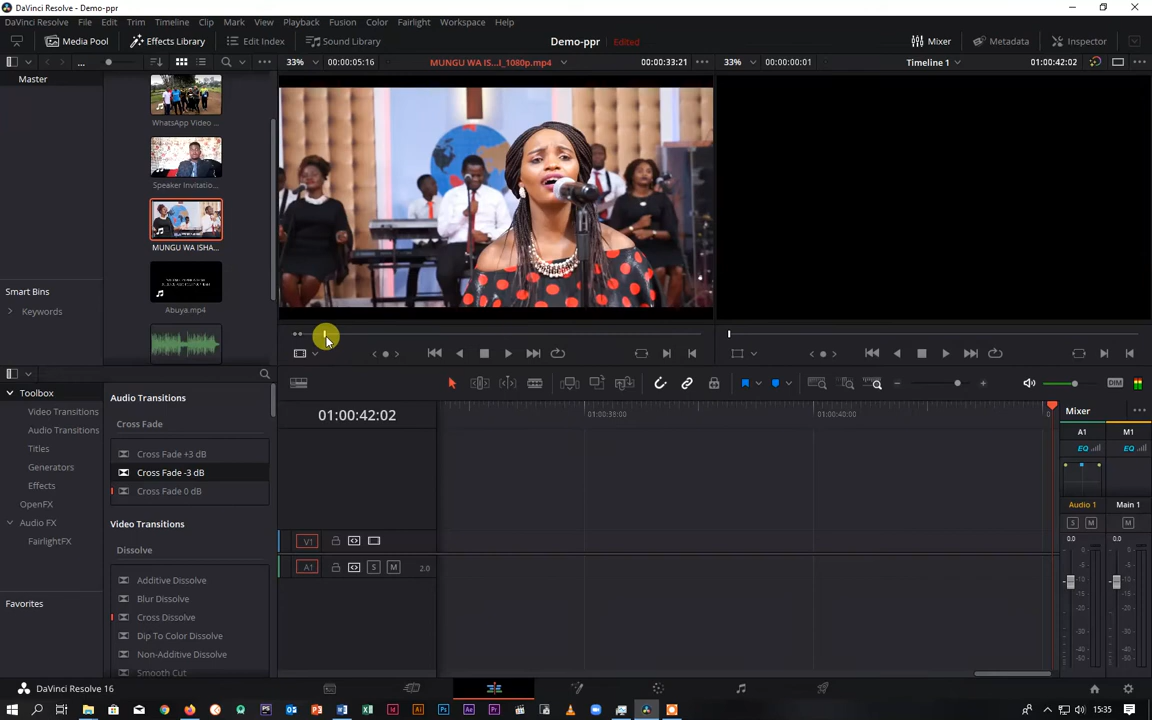 DaVinci Resolve - Demo-ppr
DaVinci Resolve File Edit Trim Timeline Clip Mark View Playback Fusion Color Fairlight Workspace Help
Media Pool Effects Library Edit Index Sound Library Demo-ppr Edited Mixer Metadata Inspector
... 33% 00:00:05:16 MUNGU WA IS...I_1080p.mp4 00:00:33:21 33% 00:00:00:01 Timeline 1 01:00:42:02
Master
WhatsApp Video ...
Speaker Invitatio...
MUNGU WA ISHA...
Abuya.mp4
Smart Bins
Keywords
Toolbox
Video Transitions
Audio Transitions
Titles
Generators
Effects
OpenFX
Audio FX
FairlightFX
Favorites
Audio Transitions
Cross Fade
Cross Fade +3 dB
Cross Fade -3 dB
Cross Fade 0 dB
Video Transitions
Dissolve
Additive Dissolve
Blur Dissolve
Cross Dissolve
Dip To Color Dissolve
Non-Additive Dissolve
Smooth Cut
DIM
01:00:42:02
01:00:38:00 01:00:40:00
V1
A1 S M 2.0
Mixer
A1 M1
EQ EQ
Audio 1 Main 1
S M M
0.0 0.0
DaVinci Resolve 16
15:35